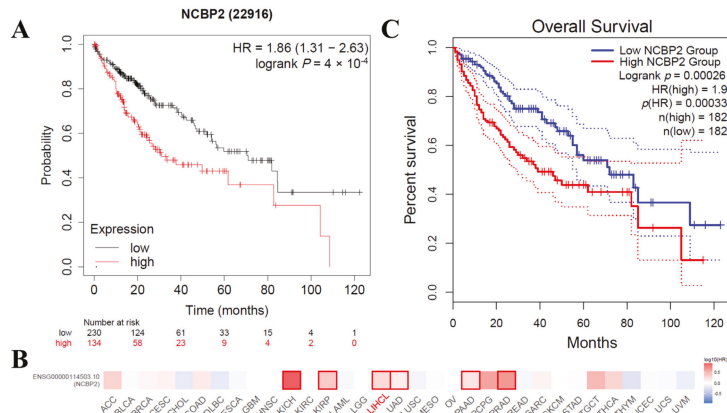 A
NCBP2 (22916)
HR = 1.86 (1.31 − 2.63)
logrank P = 4 × 10⁻⁴
Probability
1.0
0.8
0.6
0.4
0.2
0.0
Expression
low
high
0 20 40 60 80 100 120
Time (months)
Number at risk
low 230 124 61 33 15 4 1
high 134 58 23 9 4 2 0
C
Overall Survival
Low NCBP2 Group
High NCBP2 Group
Logrank p = 0.00026
HR(high) = 1.9
p(HR) = 0.00033
n(high) = 182
n(low) = 182
Percent survival
1.0
0.8
0.6
0.4
0.2
0.0
0 20 40 60 80 100 120
Months
B
ENSG00000114503.10
(NCBP2)
ACC BLCA BRCA CESC CHOL COAD DLBC ESCA GBM HNSC KICH KIRC KIRP LAML LGG LIHCL LUAD LUSC MESO OV PAAD PCPG PRAD READ SARC SKCM STAD TGCT THCA THYM UCEC UCS UVM
log10(HR)